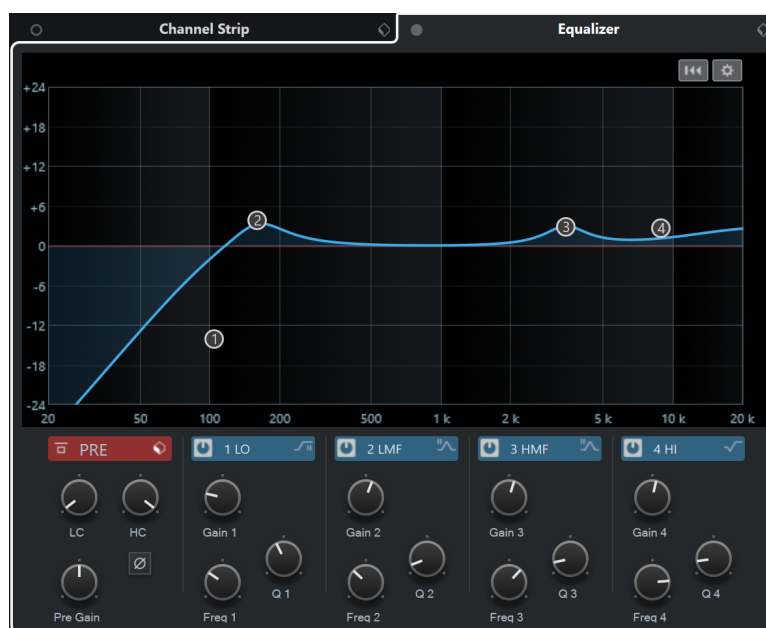 Channel Strip
Equalizer
+24
+18
+12
+6
0
-6
-12
-18
-24
2
3
4
1
20 50 100 200 500 1 k 2 k 5 k 10 k 20 k
PRE
1 LO
2 LMF
3 HMF
4 HI
LC HC Gain 1 Gain 2 Gain 3 Gain 4
Q 1 Q 2 Q 3 Q 4
Pre Gain Freq 1 Freq 2 Freq 3 Freq 4